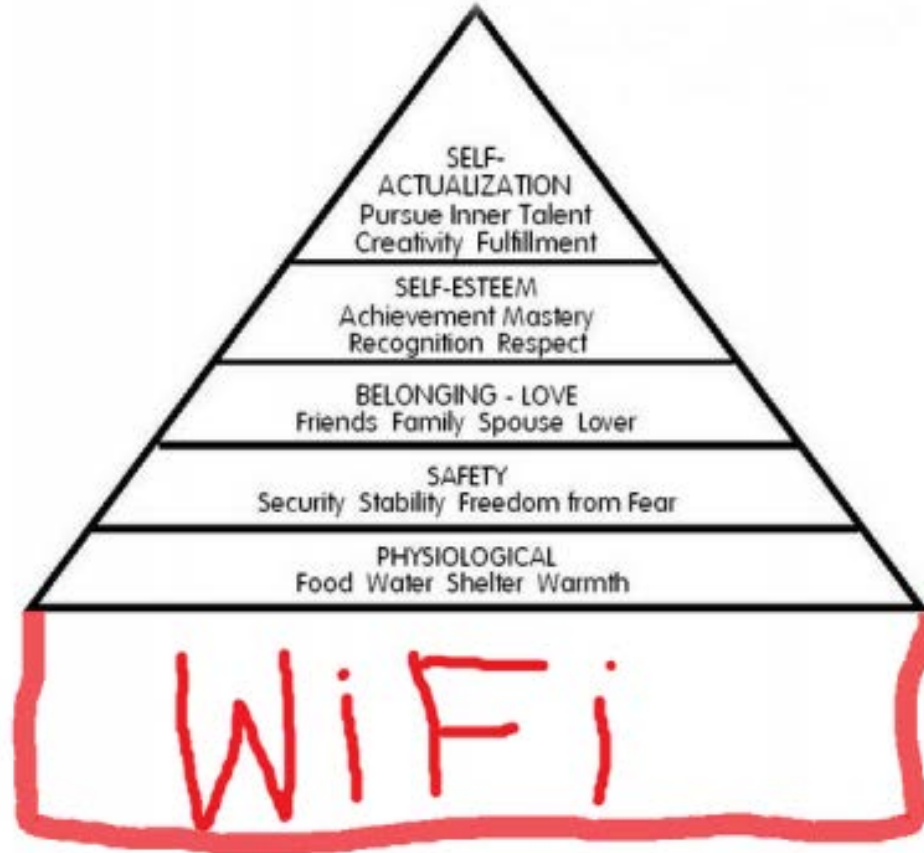 SELF-
ACTUALIZATION
Pursue Inner Talent
Creativity Fulfillment
SELF-ESTEEM
Achievement Mastery
Recognition Respect
BELONGING - LOVE
Friends Family Spouse Lover
SAFETY
Security Stability Freedom from Fear
PHYSIOLOGICAL
Food Water Shelter Warmth
WiFi